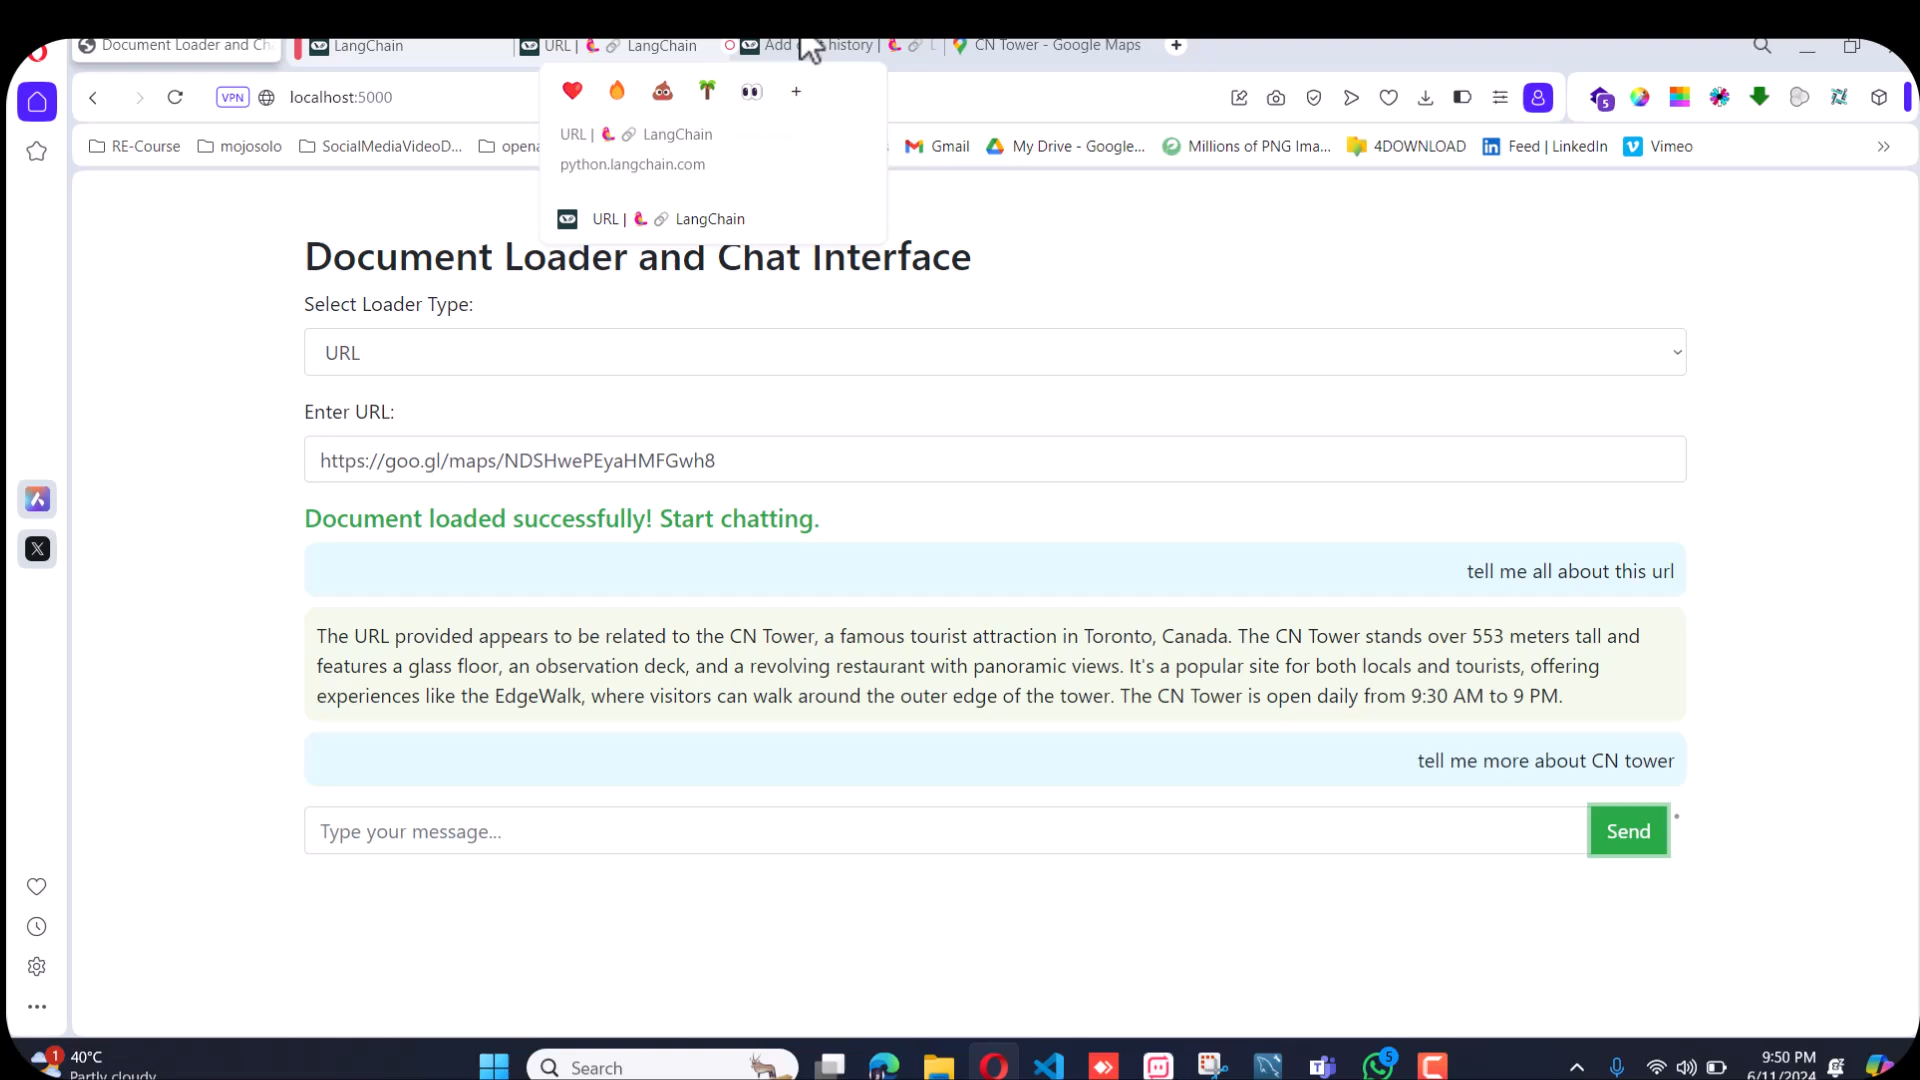 Document Loader and Ch
LangChain
URL | LangChain
Add
history |
CN Tower - Google Maps
VPN
localhost:5000
5
RE-Course
mojosolo
SocialMediaVideoD...
Gmail
My Drive - Google...
Millions of PNG Ima...
4DOWNLOAD
Feed | LinkedIn
Vimeo
URL | LangChain
python.langchain.com
URL | LangChain
Document Loader and Chat Interface
Select Loader Type:
URL
Enter URL:
https://goo.gl/maps/NDSHwePEyaHMFGwh8
Document loaded successfully! Start chatting.
tell me all about this url
The URL provided appears to be related to the CN Tower, a famous tourist attraction in Toronto, Canada. The CN Tower stands over 553 meters tall and
features a glass floor, an observation deck, and a revolving restaurant with panoramic views. It's a popular site for both locals and tourists, offering
experiences like the EdgeWalk, where visitors can walk around the outer edge of the tower. The CN Tower is open daily from 9:30 AM to 9 PM.
tell me more about CN tower
Type your message...
Send
1
40°C
Partly cloudy
Search
5
9:50 PM
6/11/2024